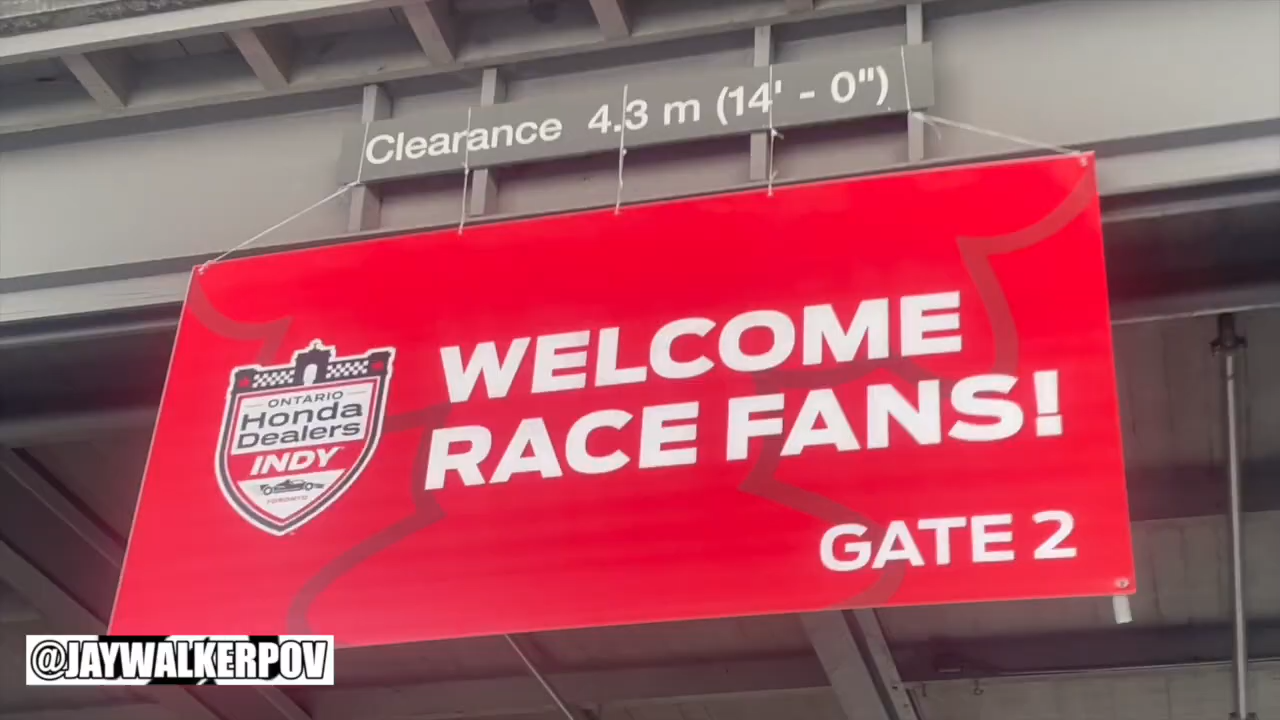 Clearance 4.3 m (14' - 0")
WELCOME
RACE FANS!
ONTARIO
Honda
Dealers
INDY
TORONTO
GATE 2
@JAYWALKERPOV